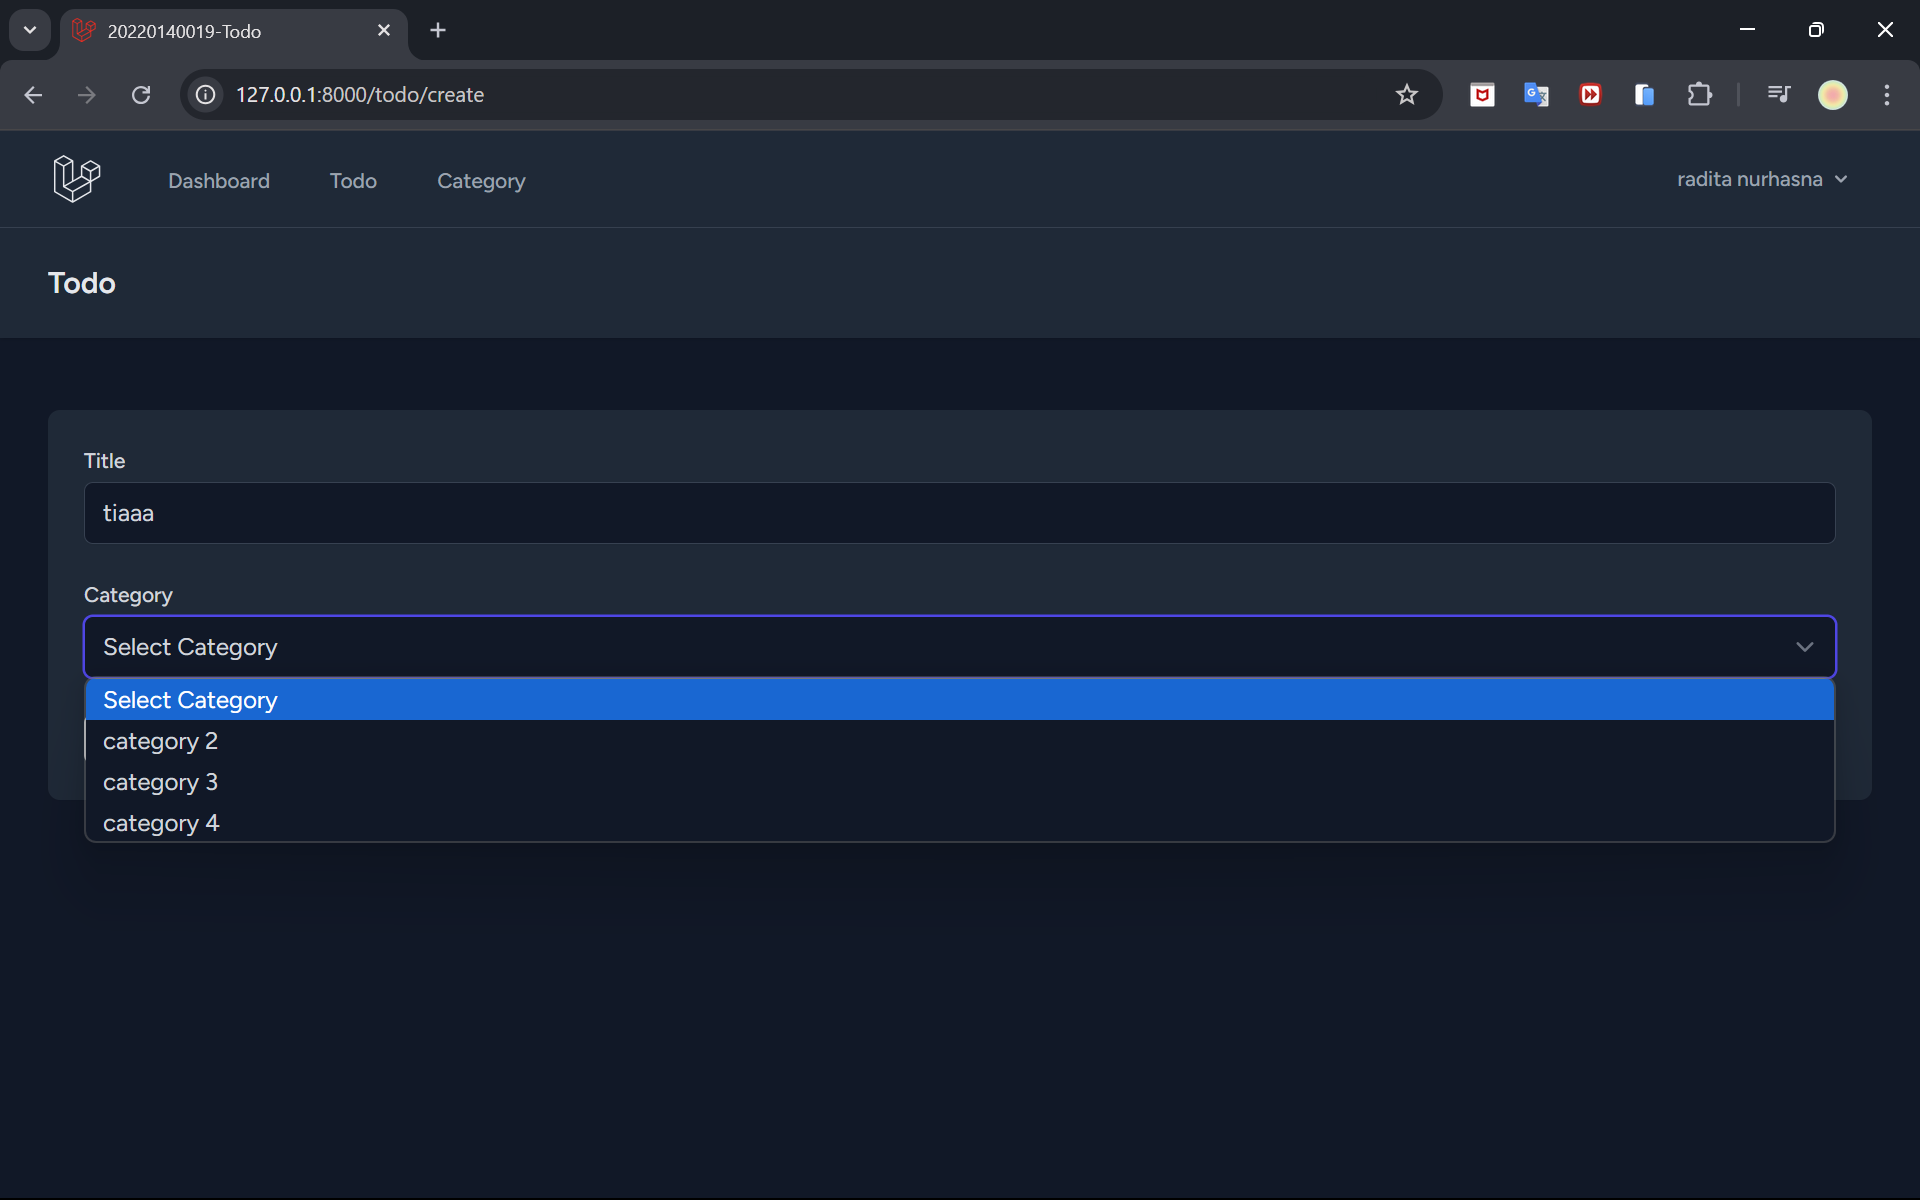 20220140019-Todo
127.0.0.1:8000/todo/create
Dashboard
Todo
Category
radita nurhasna
Todo
Title
tiaaa
Category
Select Category
Select Category
category 2
category 3
category 4